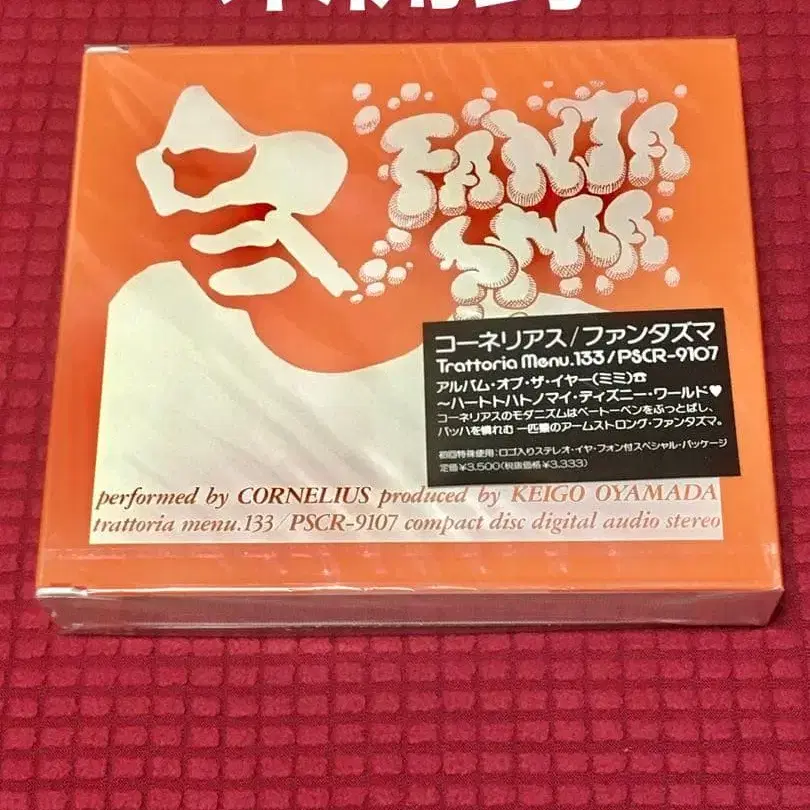 FANTA
SMA
コーネリアス/ファンタズマ
Trattoria Menu.133/PSCR-9107
アルバム・オブ・ザ・イヤー(ミミ)☎
〜ハートトハトノマイ・ディズニー・ワールド♥
コーネリアスのモダニズムはベートーベンをぶっとばし、
バッハを憐れむ 一匹猿のアームストロング・ファンタズマ。
初回特殊使用:ロゴ入りステレオ・イヤ・フォン付スペシャル・パッケージ
定価¥3,500(税抜価格¥3,333)
performed by CORNELIUS produced by KEIGO OYAMADA
trattoria menu.133/PSCR-9107 compact disc digital audio stereo